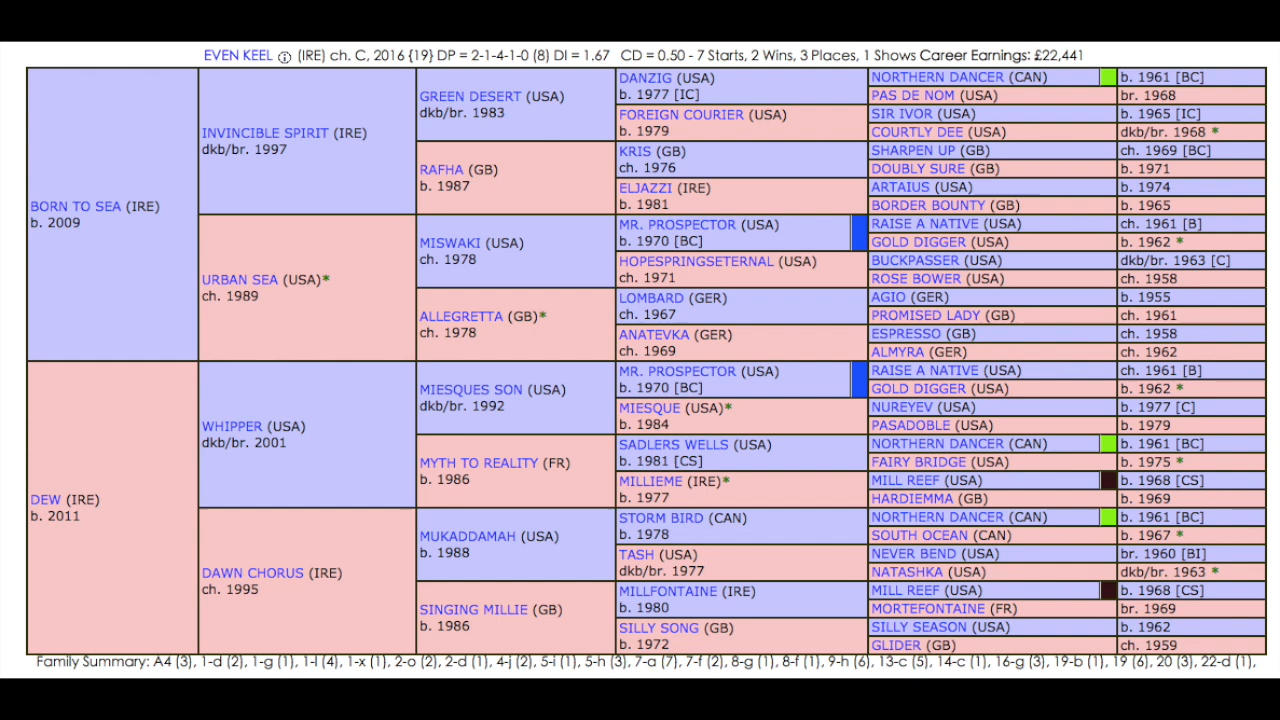 EVEN KEEL (IRE) ch. C, 2016 {19} DP = 2-1-4-1-0 (8) DI = 1.67 CD = 0.50 - 7 Starts, 2 Wins, 3 Places, 1 Shows Career Earnings: £22,441
BORN TO SEA (IRE)
b. 2009
DEW (IRE)
b. 2011
INVINCIBLE SPIRIT (IRE)
dkb/br. 1997
URBAN SEA (USA)*
ch. 1989
WHIPPER (USA)
dkb/br. 2001
DAWN CHORUS (IRE)
ch. 1995
GREEN DESERT (USA)
dkb/br. 1983
RAFHA (GB)
b. 1987
MISWAKI (USA)
ch. 1978
ALLEGRETTA (GB)*
ch. 1978
MIESQUES SON (USA)
dkb/br. 1992
MYTH TO REALITY (FR)
b. 1986
MUKADDAMAH (USA)
b. 1988
SINGING MILLIE (GB)
b. 1986
DANZIG (USA)
b. 1977 [IC]
FOREIGN COURIER (USA)
b. 1979
KRIS (GB)
ch. 1976
ELJAZZI (IRE)
b. 1981
MR. PROSPECTOR (USA)
b. 1970 [BC]
HOPESPRINGSETERNAL (USA)
ch. 1971
LOMBARD (GER)
ch. 1967
ANATEVKA (GER)
ch. 1969
MR. PROSPECTOR (USA)
b. 1970 [BC]
MIESQUE (USA)*
b. 1984
SADLERS WELLS (USA)
b. 1981 [CS]
MILLIEME (IRE)*
b. 1977
STORM BIRD (CAN)
b. 1978
TASH (USA)
dkb/br. 1977
MILLFONTAINE (IRE)
b. 1980
SILLY SONG (GB)
b. 1972
NORTHERN DANCER (CAN) b. 1961 [BC]
PAS DE NOM (USA) br. 1968
SIR IVOR (USA) b. 1965 [IC]
COURTLY DEE (USA) dkb/br. 1968 *
SHARPEN UP (GB) ch. 1969 [BC]
DOUBLY SURE (GB) b. 1971
ARTAIUS (USA) b. 1974
BORDER BOUNTY (GB) b. 1965
RAISE A NATIVE (USA) ch. 1961 [B]
GOLD DIGGER (USA) b. 1962 *
BUCKPASSER (USA) dkb/br. 1963 [C]
ROSE BOWER (USA) ch. 1958
AGIO (GER) b. 1955
PROMISED LADY (GB) ch. 1961
ESPRESSO (GB) ch. 1958
ALMYRA (GER) ch. 1962
RAISE A NATIVE (USA) ch. 1961 [B]
GOLD DIGGER (USA) b. 1962 *
NUREYEV (USA) b. 1977 [C]
PASADOBLE (USA) b. 1979
NORTHERN DANCER (CAN) b. 1961 [BC]
FAIRY BRIDGE (USA) b. 1975 *
MILL REEF (USA) b. 1968 [CS]
HARDIEMMA (GB) b. 1969
NORTHERN DANCER (CAN) b. 1961 [BC]
SOUTH OCEAN (CAN) b. 1967 *
NEVER BEND (USA) br. 1960 [BI]
NATASHKA (USA) dkb/br. 1963 *
MILL REEF (USA) b. 1968 [CS]
MORTEFONTAINE (FR) br. 1969
SILLY SEASON (USA) b. 1962
GLIDER (GB) ch. 1959
Family Summary: A4 (3), 1-d (2), 1-g (1), 1-l (4), 1-x (1), 2-o (2), 2-d (1), 4-j (2), 5-i (1), 5-h (3), 7-a (7), 7-f (2), 8-g (1), 8-f (1), 9-h (6), 13-c (5), 14-c (1), 16-g (3), 19-b (1), 19 (6), 20 (3), 22-d (1),